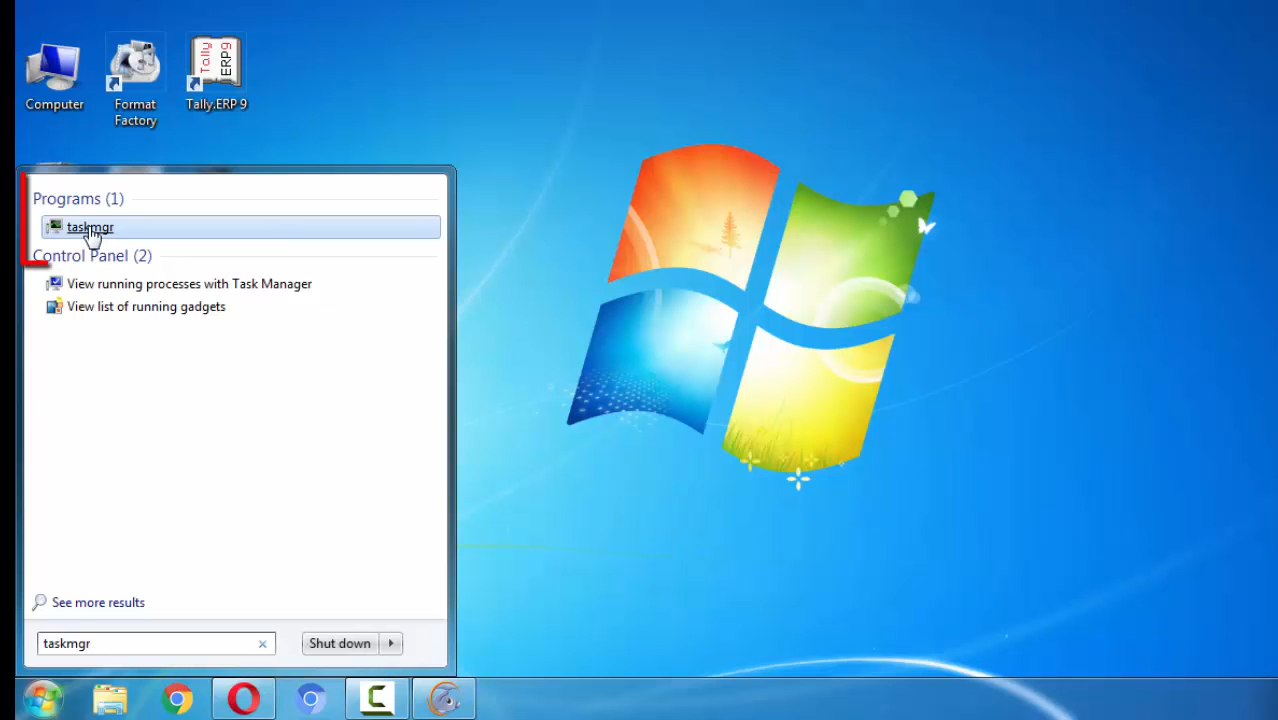 Computer
Format
Factory
Tally.ERP 9
Tally
ERP9
Programs (1)
taskmgr
Control Panel (2)
View running processes with Task Manager
View list of running gadgets
See more results
taskmgr
Shut down